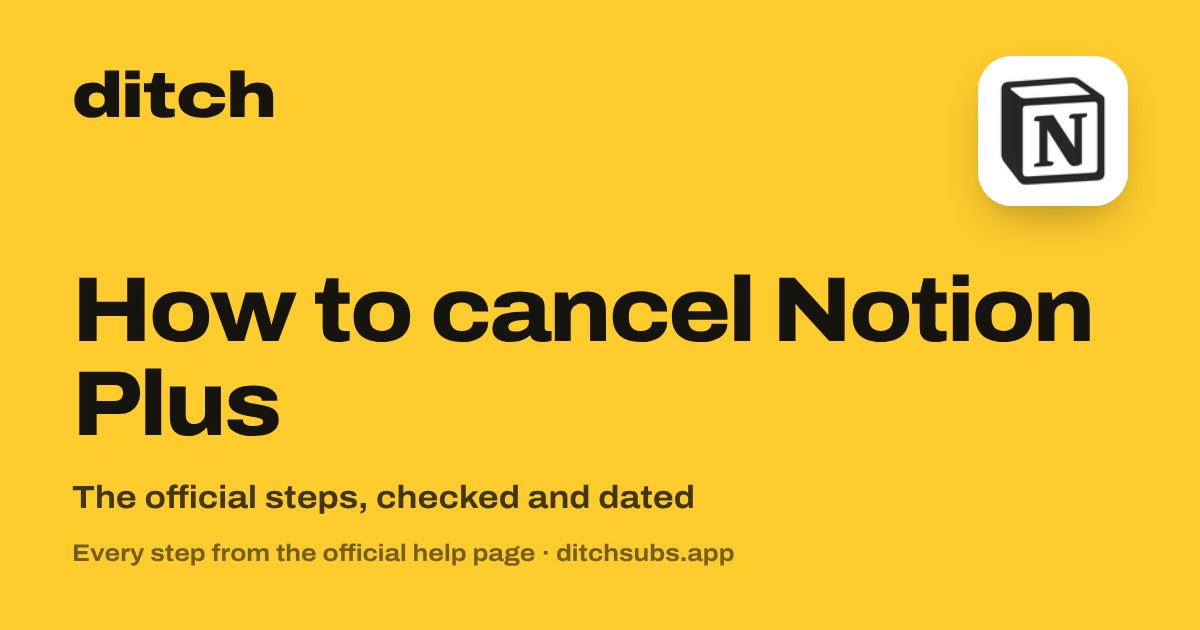 ditch
N
How to cancel Notion
Plus
The official steps, checked and dated
Every step from the official help page · ditchsubs.app